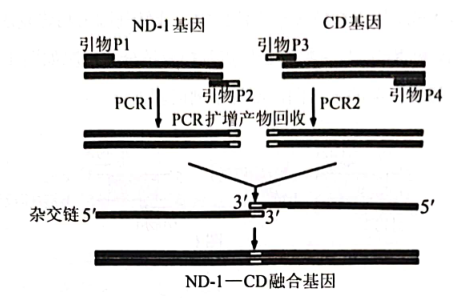 ND-1基因 CD基因
引物P1 引物P3
引物P2 引物P4
PCR1 PCR2
PCR扩增产物回收
3′ 5′
杂交链5′ 3′
ND-1—CD融合基因